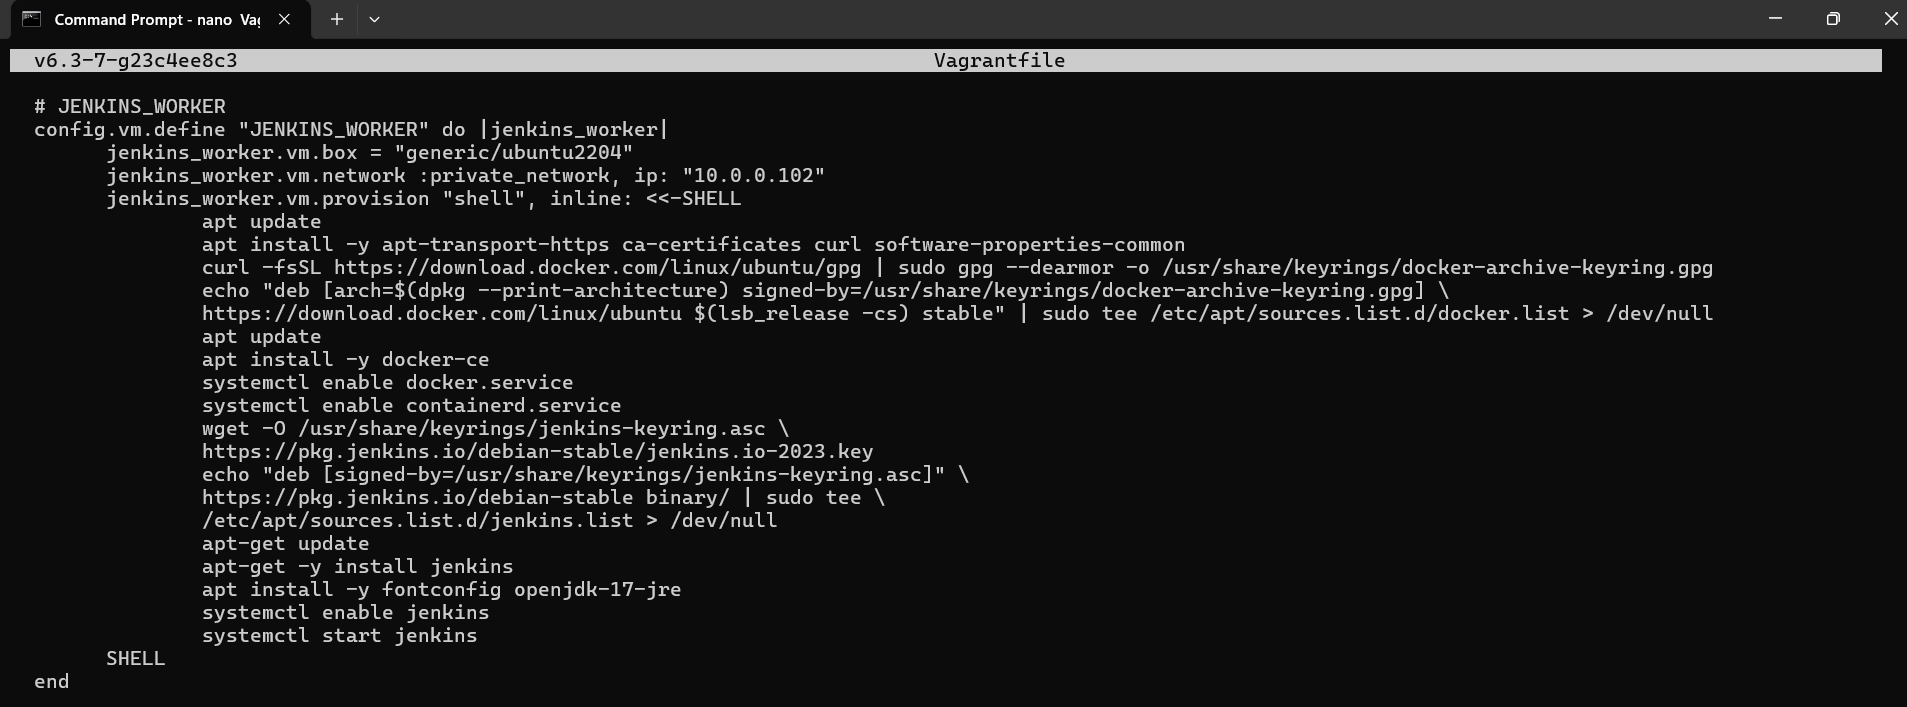 Command Prompt - nano Va
v6.3-7-g23c4ee8c3 Vagrantfile
# JENKINS_WORKER
config.vm.define "JENKINS_WORKER" do |jenkins_worker|
jenkins_worker.vm.box = "generic/ubuntu2204"
jenkins_worker.vm.network :private_network, ip: "10.0.0.102"
jenkins_worker.vm.provision "shell", inline: <<-SHELL
apt update
apt install -y apt-transport-https ca-certificates curl software-properties-common
curl -fsSL https://download.docker.com/linux/ubuntu/gpg | sudo gpg --dearmor -o /usr/share/keyrings/docker-archive-keyring.gpg
echo "deb [arch=$(dpkg --print-architecture) signed-by=/usr/share/keyrings/docker-archive-keyring.gpg] \
https://download.docker.com/linux/ubuntu $(lsb_release -cs) stable" | sudo tee /etc/apt/sources.list.d/docker.list > /dev/null
apt update
apt install -y docker-ce
systemctl enable docker.service
systemctl enable containerd.service
wget -O /usr/share/keyrings/jenkins-keyring.asc \
https://pkg.jenkins.io/debian-stable/jenkins.io-2023.key
echo "deb [signed-by=/usr/share/keyrings/jenkins-keyring.asc]" \
https://pkg.jenkins.io/debian-stable binary/ | sudo tee \
/etc/apt/sources.list.d/jenkins.list > /dev/null
apt-get update
apt-get -y install jenkins
apt install -y fontconfig openjdk-17-jre
systemctl enable jenkins
systemctl start jenkins
SHELL
end